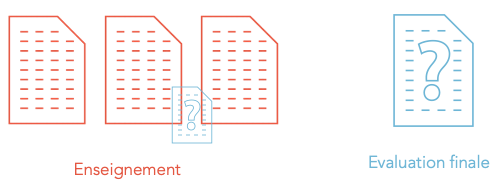 ?
?
Enseignement
Evaluation finale